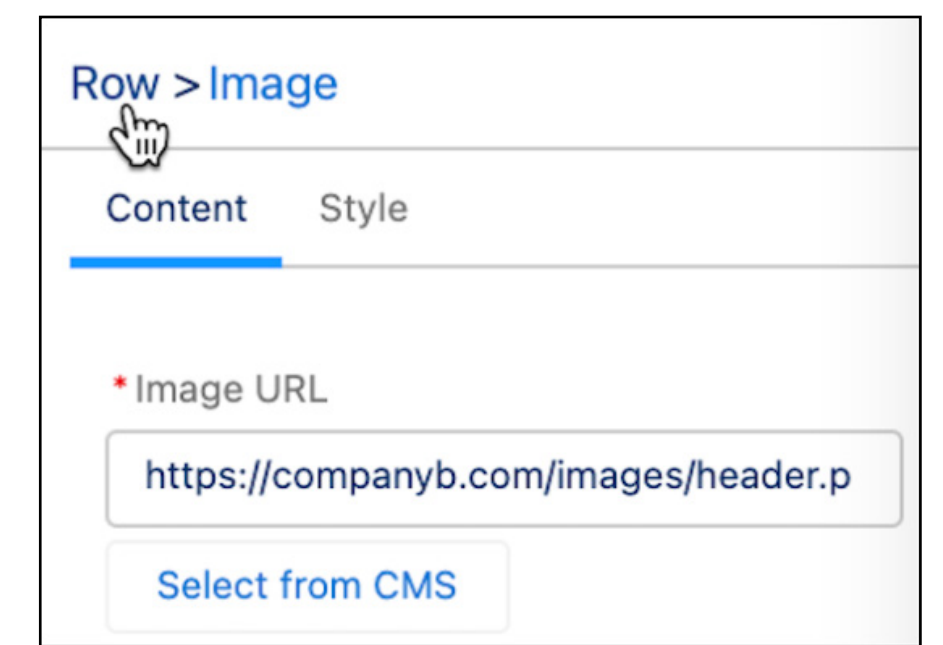 Row > Image
Content Style
* Image URL
https://companyb.com/images/header.p
Select from CMS